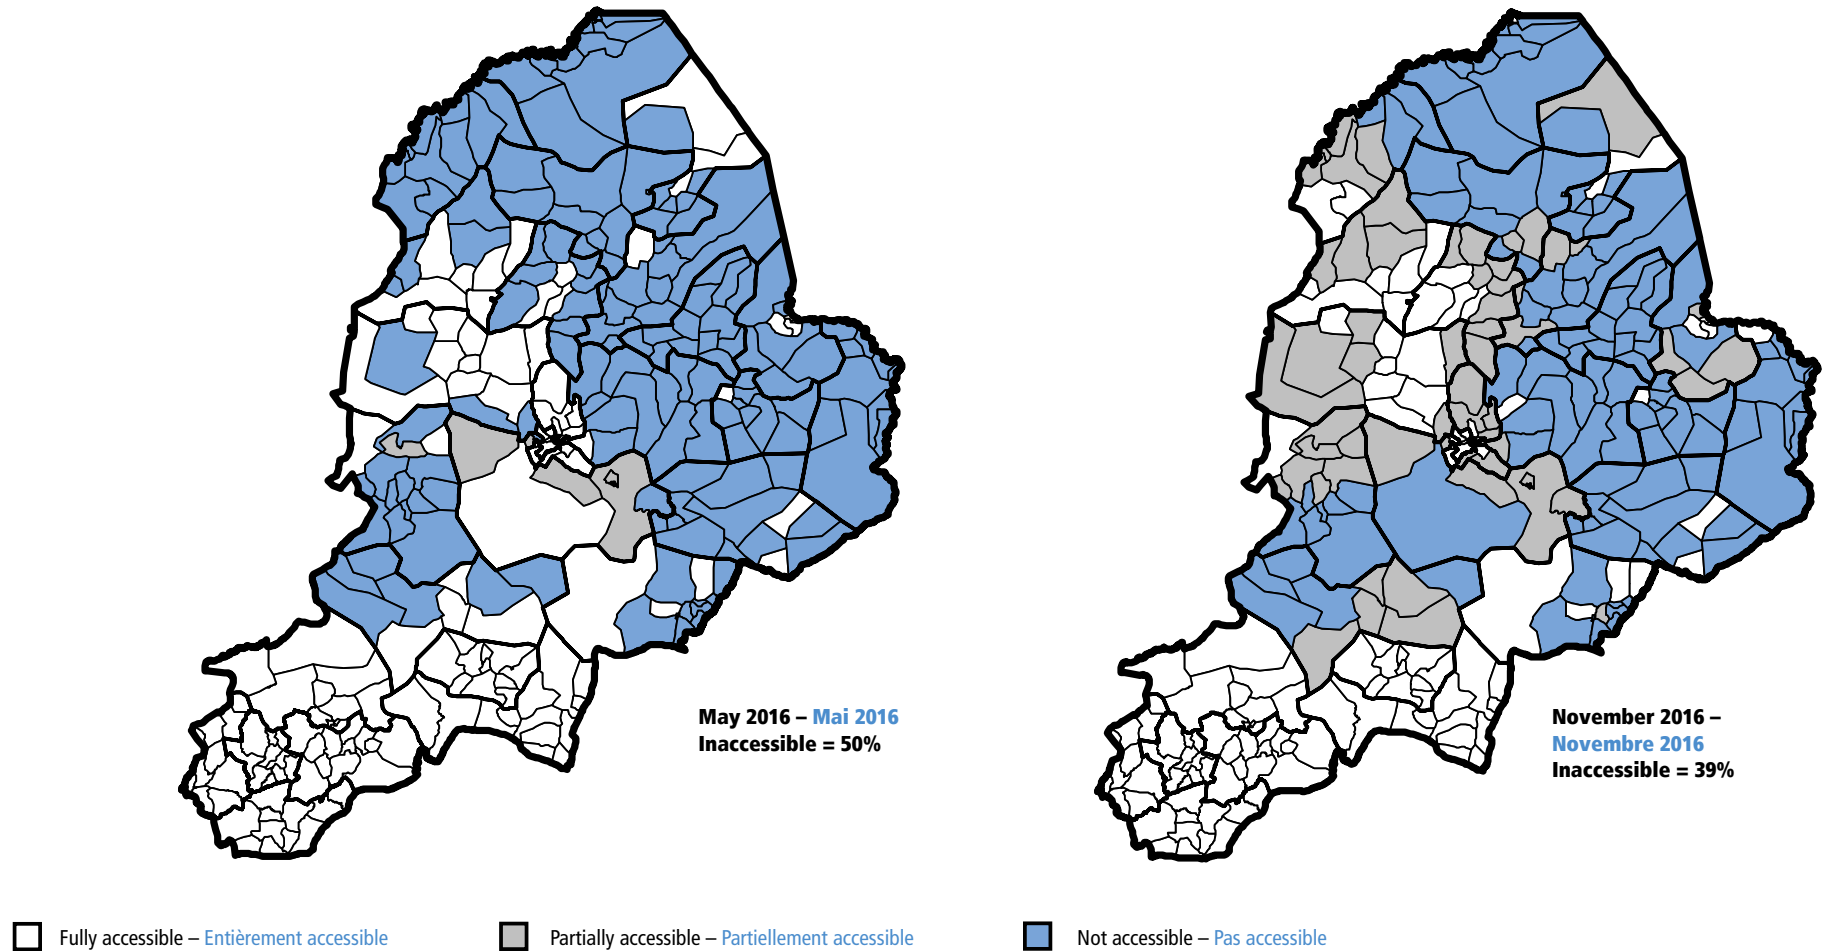 May 2016 – Mai 2016
Inaccessible = 50%
November 2016 –
Novembre 2016
Inaccessible = 39%
Fully accessible – Entièrement accessible
Partially accessible – Partiellement accessible
Not accessible – Pas accessible